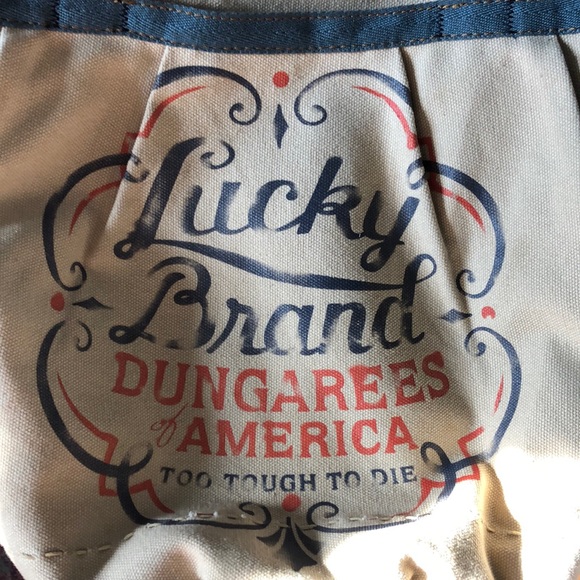 Lucky
Brand
DUNGAREES
of AMERICA
TOO TOUGH TO DIE